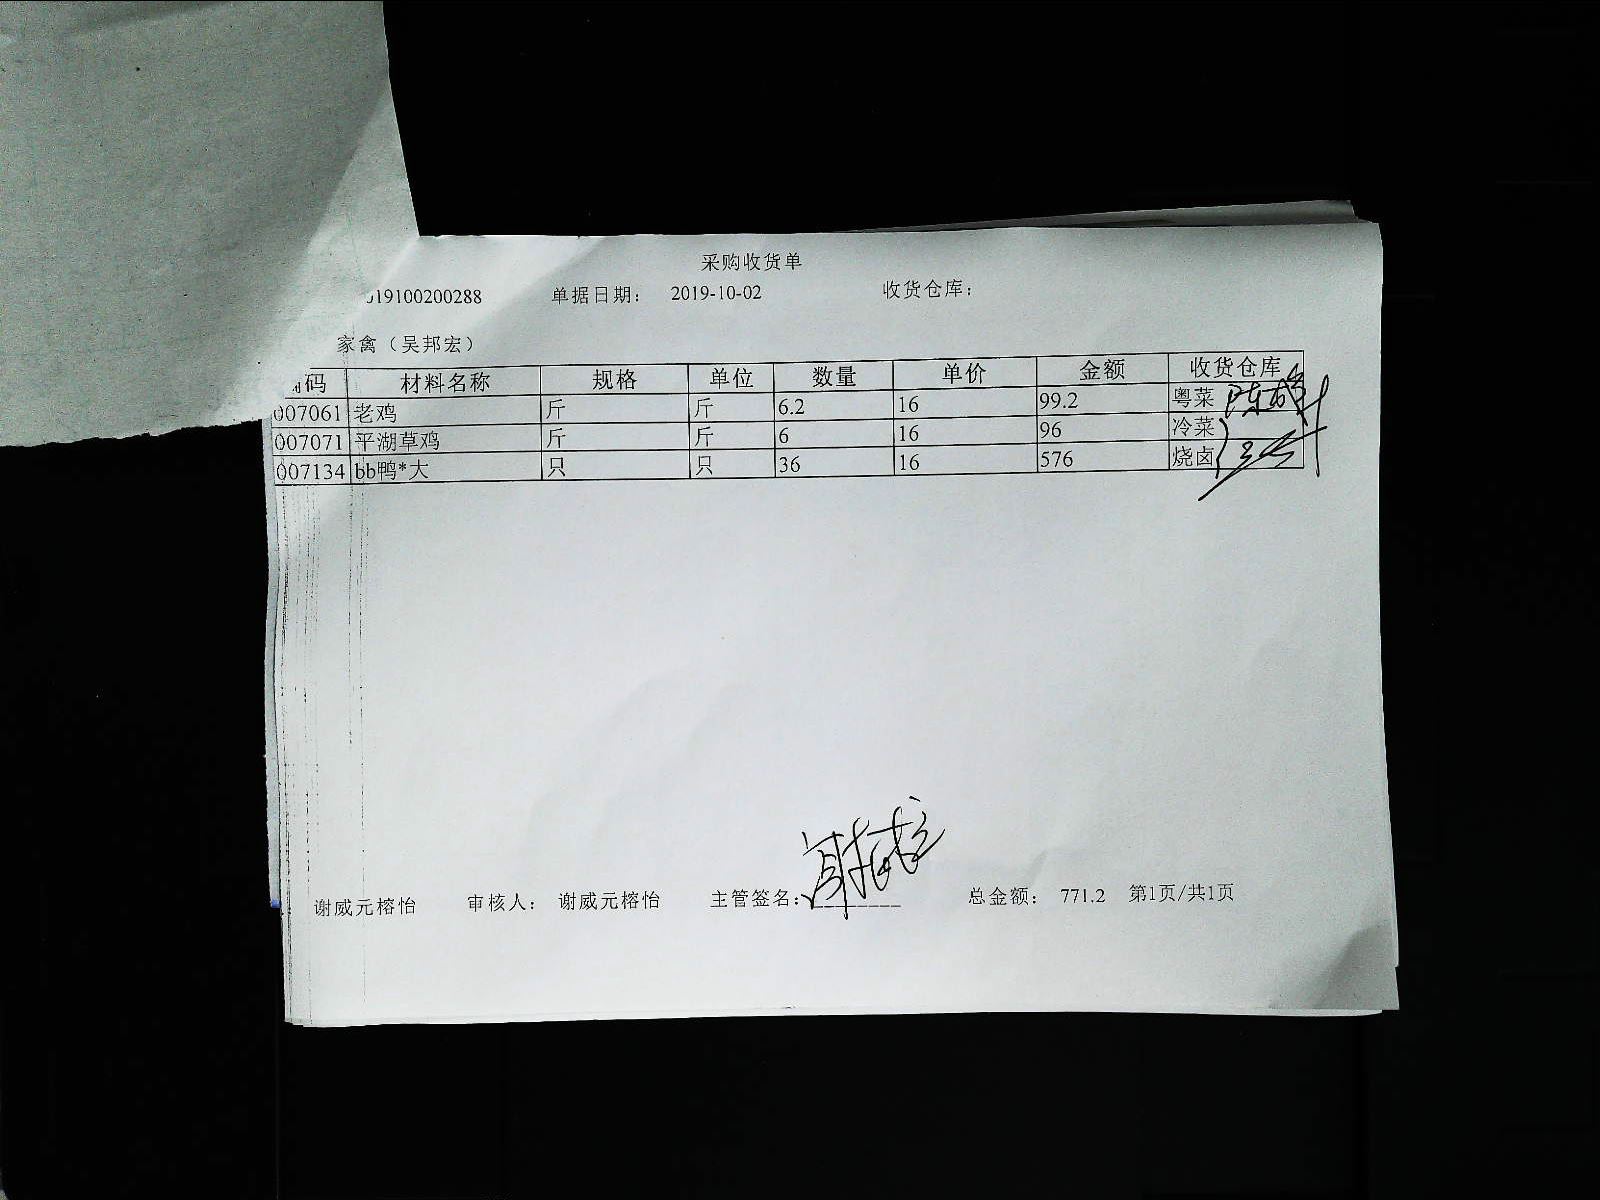 采购收货单
019100200288 单据日期： 2019-10-02 收货仓库：
家禽（吴邦宏）
码 材料名称 规格 单位 数量 单价 金额 收货仓库
007061 老鸡 斤 斤 6.2 16 99.2 粤菜
007071 平湖草鸡 斤 斤 6 16 96 冷菜
007134 bb鸭*大 只 只 36 16 576 烧卤
谢威元榕怡 审核人： 谢威元榕怡 主管签名： 总金额： 771.2 第1页/共1页